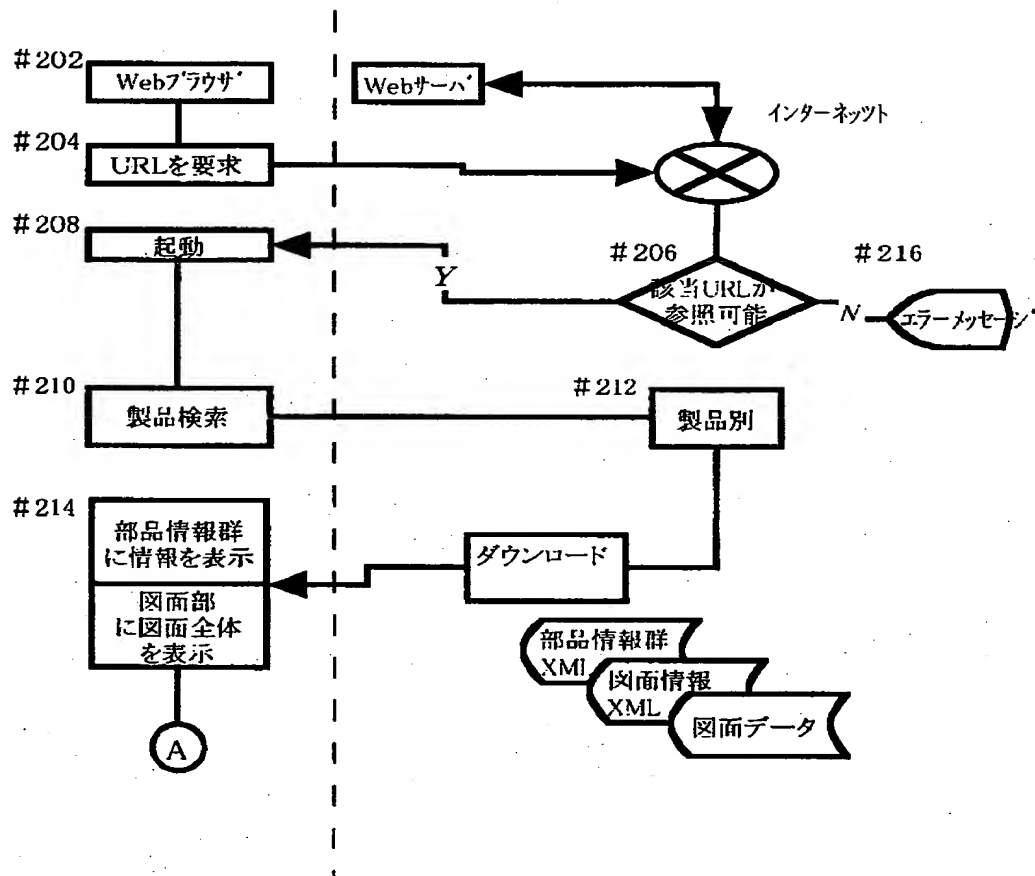 #202
Webブラウザ
Webサーバ
インターネッツト
#204
URLを要求
#208
起動
Y
#206
該当URLが
参照可能
N
#216
エラーメッセージ
#210
製品検索
#212
製品別
#214
部品情報群
に情報を表示
図面部
に図面全体
を表示
ダウンロード
部品情報群
XML
図面情報
XML
図面データ
A